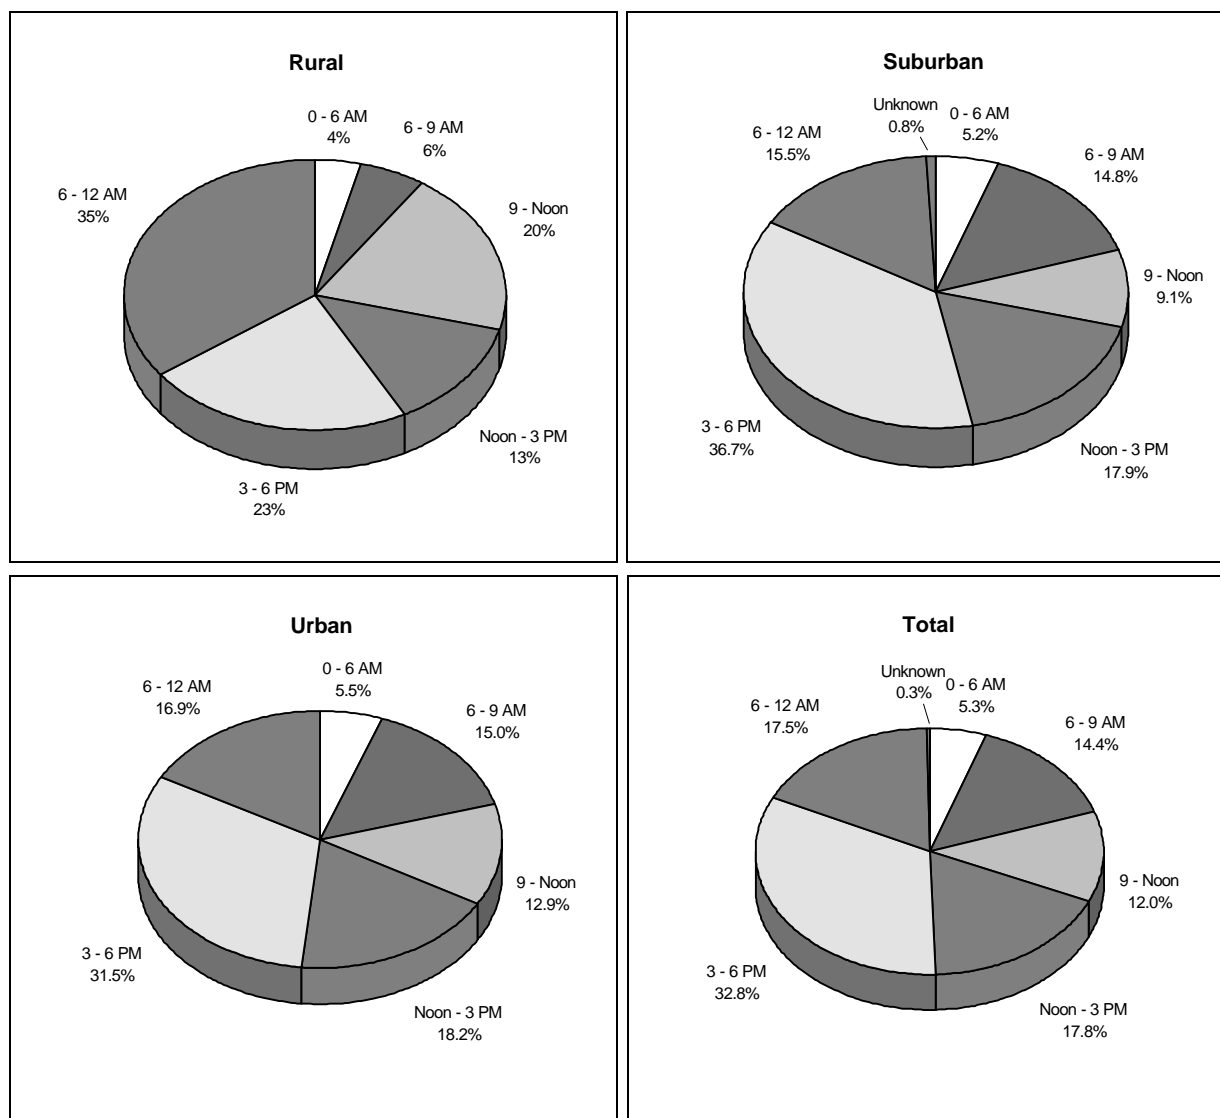 Rural
0 - 6 AM
4%
6 - 9 AM
6%
9 - Noon
20%
Noon - 3 PM
13%
3 - 6 PM
23%
6 - 12 AM
35%
Suburban
Unknown
0.8%
0 - 6 AM
5.2%
6 - 9 AM
14.8%
9 - Noon
9.1%
Noon - 3 PM
17.9%
3 - 6 PM
36.7%
6 - 12 AM
15.5%
Urban
0 - 6 AM
5.5%
6 - 9 AM
15.0%
9 - Noon
12.9%
Noon - 3 PM
18.2%
3 - 6 PM
31.5%
6 - 12 AM
16.9%
Total
Unknown
0.3%
0 - 6 AM
5.3%
6 - 9 AM
14.4%
9 - Noon
12.0%
Noon - 3 PM
17.8%
3 - 6 PM
32.8%
6 - 12 AM
17.5%